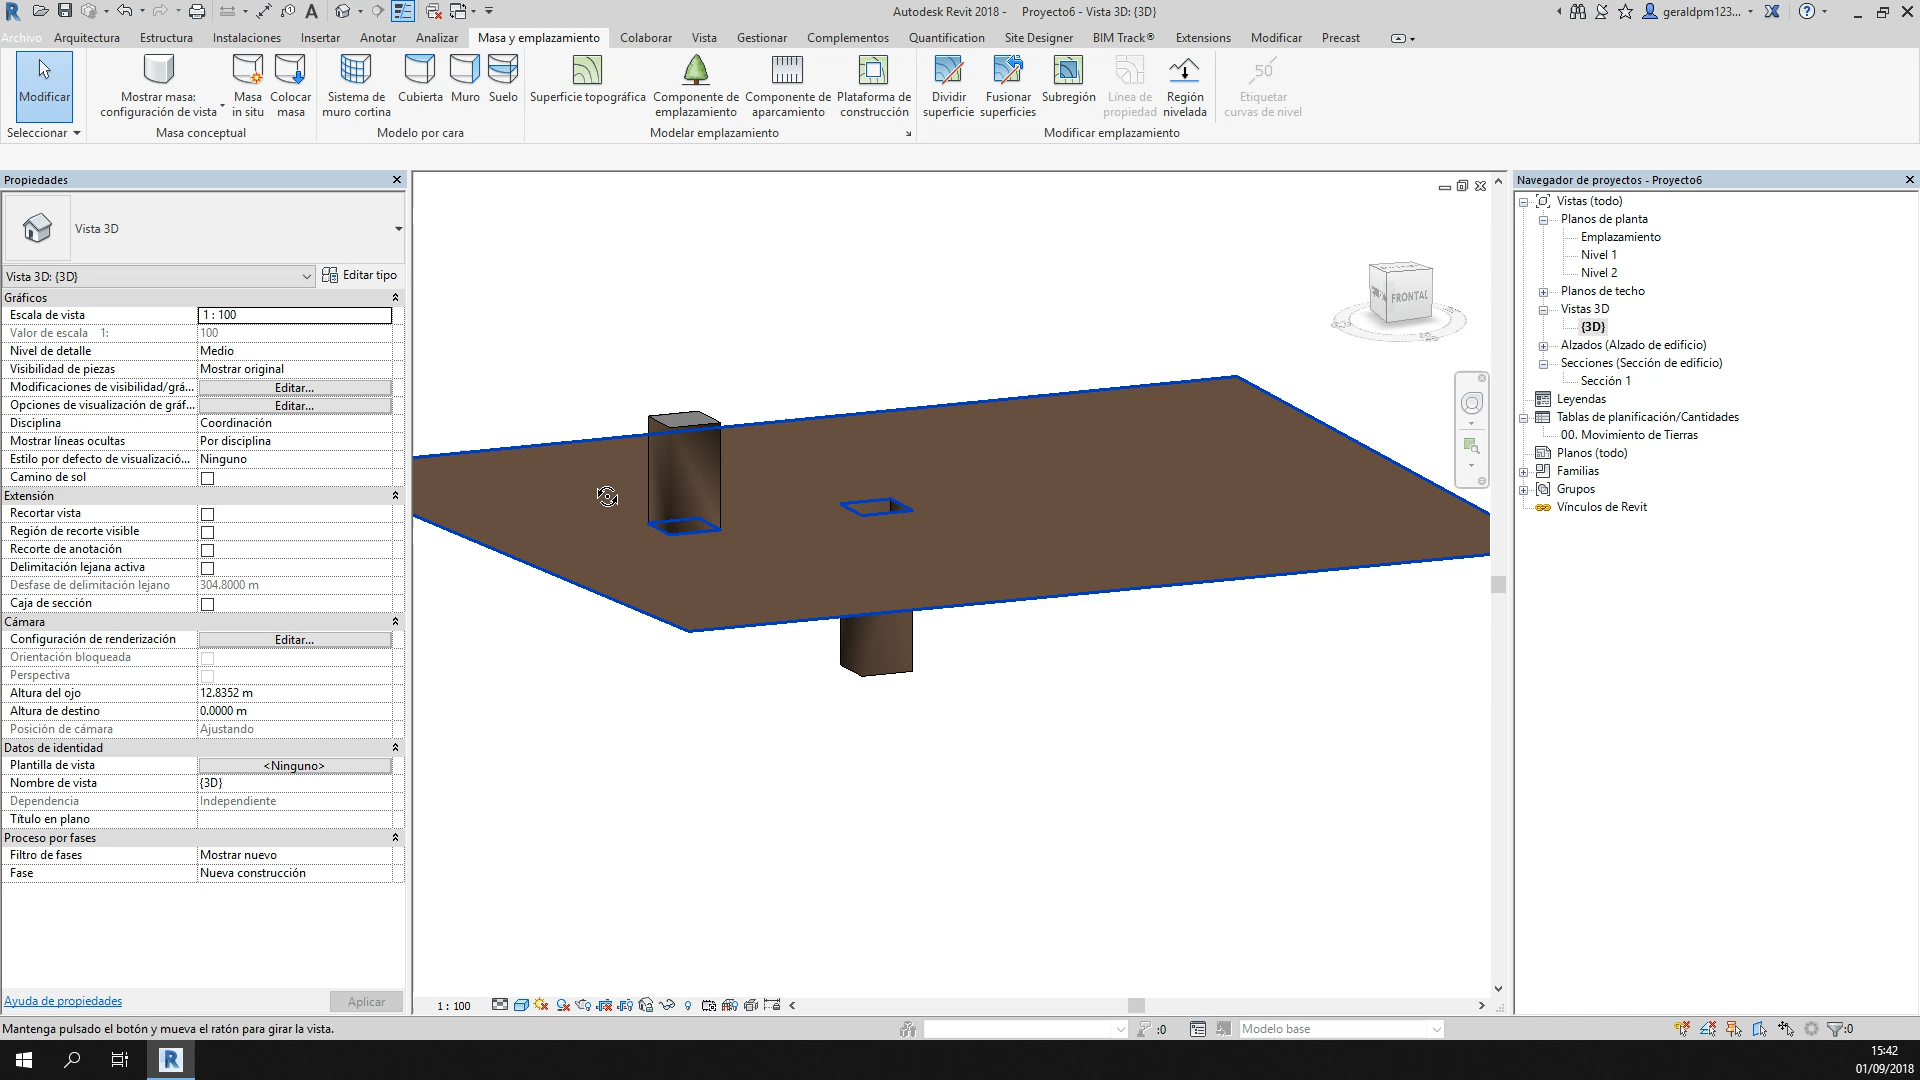 Autodesk Revit 2018 - Proyecto6 - Vista 3D: {3D}
geraldpm123...
Archivo Arquitectura Estructura Instalaciones Insertar Anotar Analizar Masa y emplazamiento Colaborar Vista Gestionar Complementos Quantification Site Designer BIM Track® Extensions Modificar Precast
Modificar
Mostrar masa: configuración de vista
Masa in situ
Colocar masa
Sistema de muro cortina
Cubierta
Muro
Suelo
Superficie topográfica
Componente de emplazamiento
Componente de aparcamiento
Plataforma de construcción
Dividir superficie
Fusionar superficies
Subregión
Línea de propiedad
Región nivelada
50
Etiquetar curvas de nivel
Seleccionar
Masa conceptual
Modelo por cara
Modelar emplazamiento
Modificar emplazamiento
Propiedades
Vista 3D
Vista 3D: {3D}
Editar tipo
Gráficos
Escala de vista 1 : 100
Valor de escala 1: 100
Nivel de detalle Medio
Visibilidad de piezas Mostrar original
Modificaciones de visibilidad/grá... Editar...
Opciones de visualización de gráf... Editar...
Disciplina Coordinación
Mostrar líneas ocultas Por disciplina
Estilo por defecto de visualizació... Ninguno
Camino de sol
Extensión
Recortar vista
Región de recorte visible
Recorte de anotación
Delimitación lejana activa
Desfase de delimitación lejano 304.8000 m
Caja de sección
Cámara
Configuración de renderización Editar...
Orientación bloqueada
Perspectiva
Altura del ojo 12.8352 m
Altura de destino 0.0000 m
Posición de cámara Ajustando
Datos de identidad
Plantilla de vista <Ninguno>
Nombre de vista {3D}
Dependencia Independiente
Título en plano
Proceso por fases
Filtro de fases Mostrar nuevo
Fase Nueva construcción
Ayuda de propiedades
Aplicar
FRONTAL
1 : 100
Navegador de proyectos - Proyecto6
Vistas (todo)
Planos de planta
Emplazamiento
Nivel 1
Nivel 2
Planos de techo
Vistas 3D
{3D}
Alzados (Alzado de edificio)
Secciones (Sección de edificio)
Sección 1
Leyendas
Tablas de planificación/Cantidades
00. Movimiento de Tierras
Planos (todo)
Familias
Grupos
Vínculos de Revit
Mantenga pulsado el botón y mueva el ratón para girar la vista.
:0
Modelo base
:0
15:42
01/09/2018